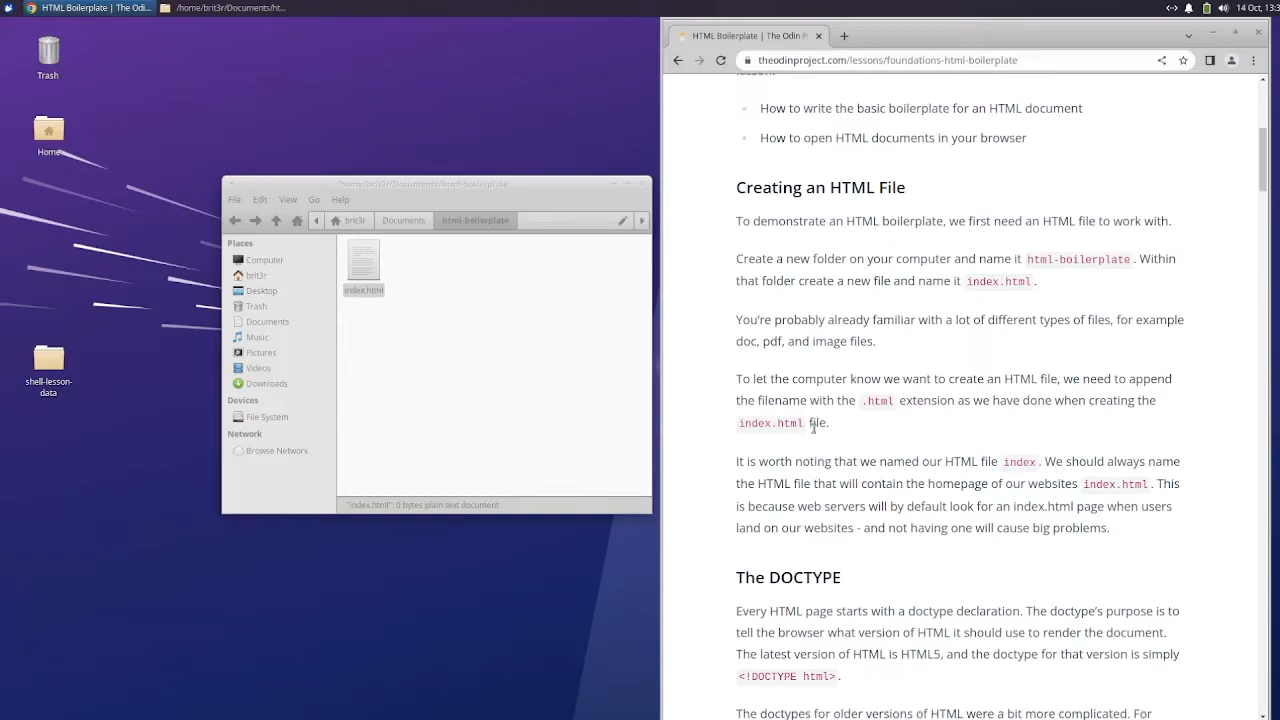 HTML Boilerplate | The Odi...
/home/brit3r/Documents/ht...
14 Oct, 13:3
Trash
Home
shell-lesson-
data
/home/brit3r/Documents/html-boilerplate
File Edit View Go Help
brit3r Documents html-boilerplate
Places
Computer
brit3r
Desktop
Trash
Documents
Music
Pictures
Videos
Downloads
Devices
File System
Network
Browse Network
index.html
"index.html": 0 bytes plain text document
HTML Boilerplate | The Odin P
theodinproject.com/lessons/foundations-html-boilerplate
How to write the basic boilerplate for an HTML document
How to open HTML documents in your browser
Creating an HTML File
To demonstrate an HTML boilerplate, we first need an HTML file to work with.
Create a new folder on your computer and name it html-boilerplate. Within
that folder create a new file and name it index.html.
You're probably already familiar with a lot of different types of files, for example
doc, pdf, and image files.
To let the computer know we want to create an HTML file, we need to append
the filename with the .html extension as we have done when creating the
index.html file.
It is worth noting that we named our HTML file index. We should always name
the HTML file that will contain the homepage of our websites index.html. This
is because web servers will by default look for an index.html page when users
land on our websites - and not having one will cause big problems.
The DOCTYPE
Every HTML page starts with a doctype declaration. The doctype's purpose is to
tell the browser what version of HTML it should use to render the document.
The latest version of HTML is HTML5, and the doctype for that version is simply
<!DOCTYPE html>.
The doctypes for older versions of HTML were a bit more complicated. For